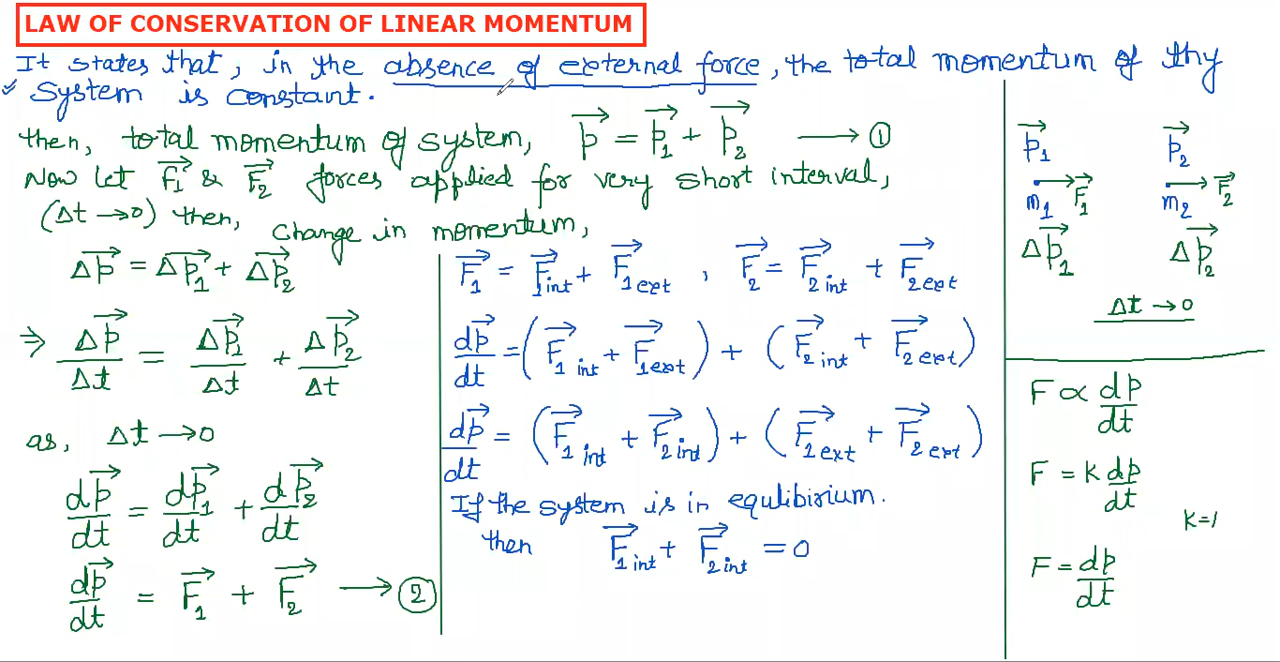 LAW OF CONSERVATION OF LINEAR MOMENTUM
It states that, in the absence of external force, the total momentum of thy
System is constant.
then, total momentum of system, p⃗ = p⃗₁ + p⃗₂ ⟶ ①
Now let F⃗₁ & F⃗₂ forces applied for very short interval,
(Δt→0) then, change in momentum,
Δp⃗ = Δp⃗₁ + Δp⃗₂
⇒ Δp⃗/Δt = Δp⃗₁/Δt + Δp⃗₂/Δt
as, Δt→0
dp⃗/dt = dp⃗₁/dt + dp⃗₂/dt
dp⃗/dt = F⃗₁ + F⃗₂ ⟶ ②
F⃗₁ = F⃗₁int + F⃗₁ext , F⃗₂ = F⃗₂int + F⃗₂ext
dp⃗/dt = (F⃗₁int + F⃗₁ext) + (F⃗₂int + F⃗₂ext)
dp⃗/dt = (F⃗₁int + F⃗₂int) + (F⃗₁ext + F⃗₂ext)
If the system is in equlibirium.
then F⃗₁int + F⃗₂int = 0
p⃗₁ p⃗₂
m₁ F⃗₁ m₂ F⃗₂
Δp⃗₁ Δp⃗₂
Δt→0
F ∝ dp/dt
F = K dp/dt
K=1
F = dp/dt